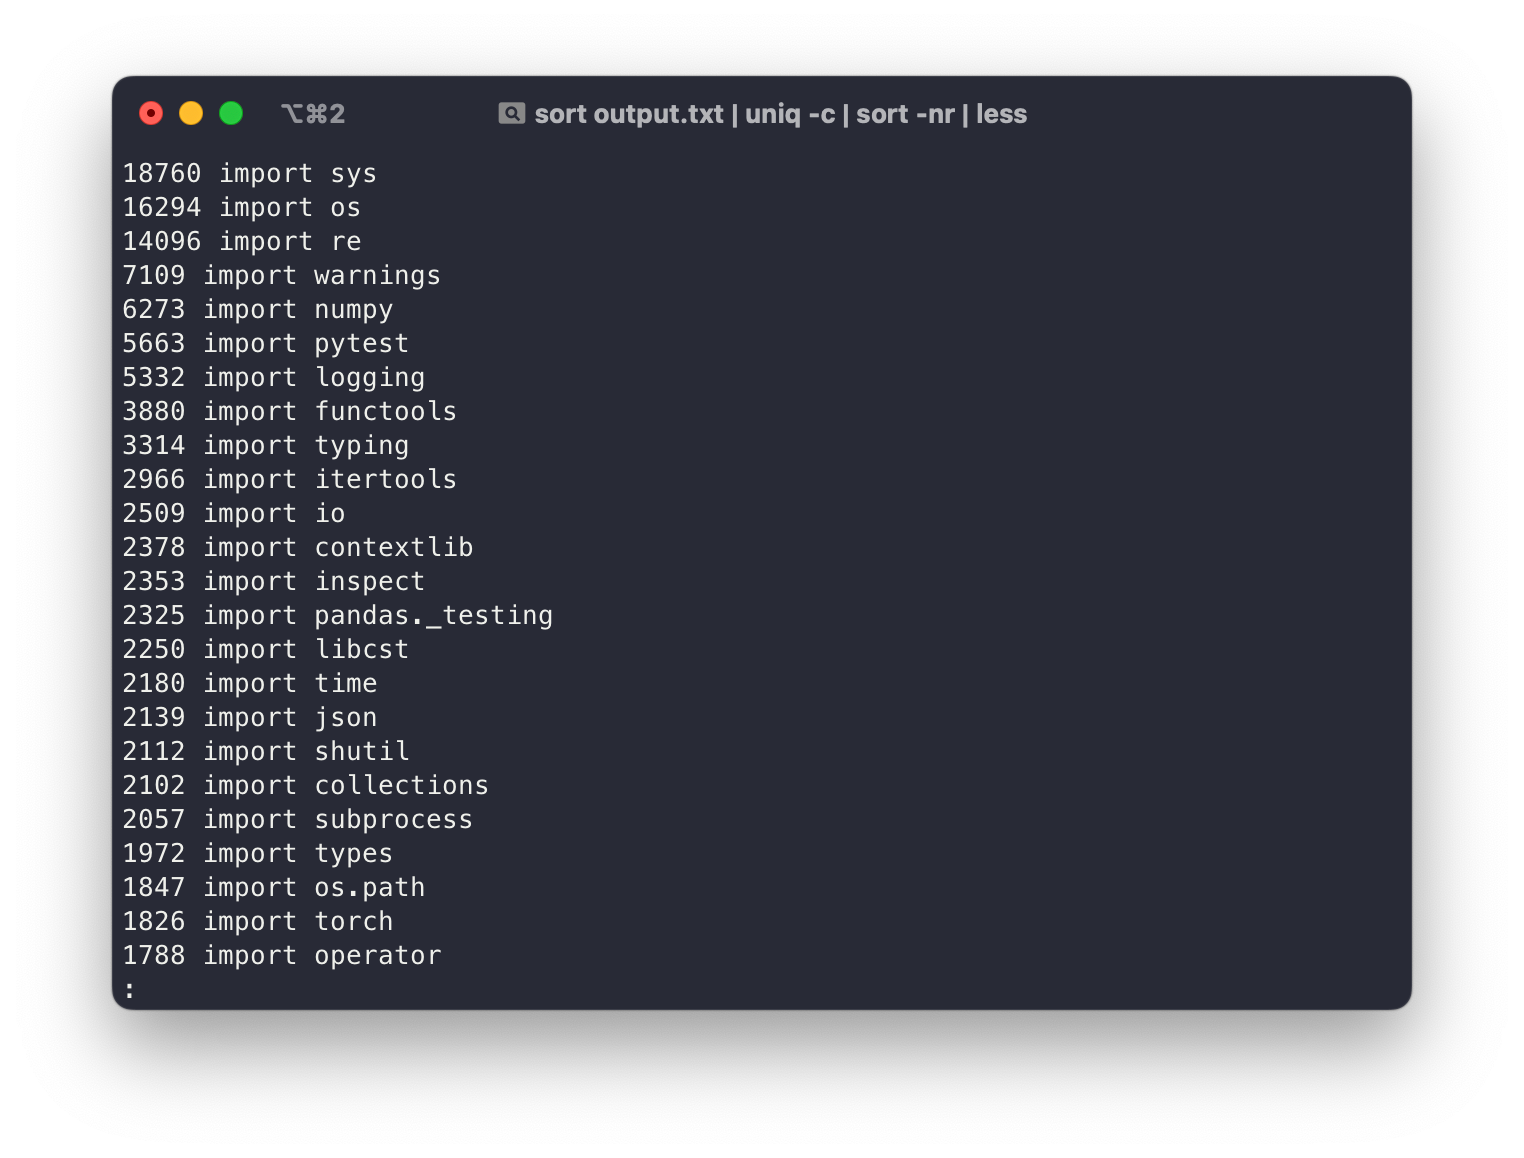 ⌥⌘2
sort output.txt | uniq -c | sort -nr | less
18760 import sys
16294 import os
14096 import re
7109 import warnings
6273 import numpy
5663 import pytest
5332 import logging
3880 import functools
3314 import typing
2966 import itertools
2509 import io
2378 import contextlib
2353 import inspect
2325 import pandas._testing
2250 import libcst
2180 import time
2139 import json
2112 import shutil
2102 import collections
2057 import subprocess
1972 import types
1847 import os.path
1826 import torch
1788 import operator
: